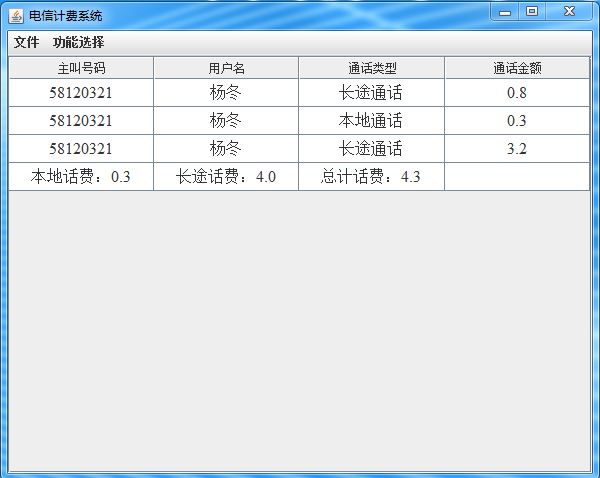 电信计费系统
文件 功能选择
主叫号码 用户名 通话类型 通话金额
58120321 杨冬 长途通话 0.8
58120321 杨冬 本地通话 0.3
58120321 杨冬 长途通话 3.2
本地话费：0.3 长途话费：4.0 总计话费：4.3